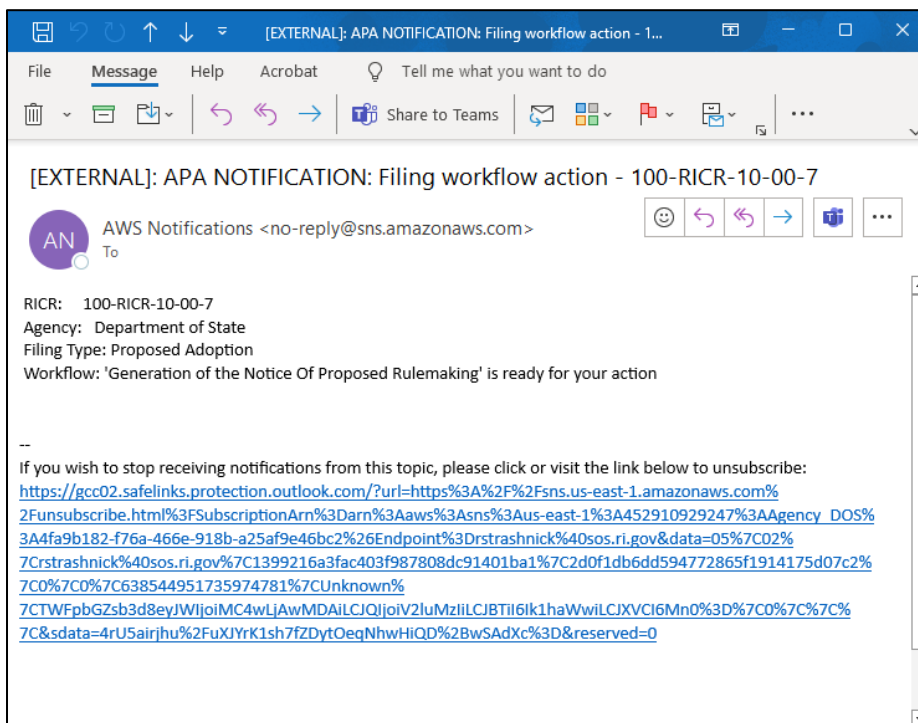 [EXTERNAL]: APA NOTIFICATION: Filing workflow action - 1...
File Message Help Acrobat Tell me what you want to do
Share to Teams
[EXTERNAL]: APA NOTIFICATION: Filing workflow action - 100-RICR-10-00-7
AN
AWS Notifications <no-reply@sns.amazonaws.com>
To
RICR: 100-RICR-10-00-7
Agency: Department of State
Filing Type: Proposed Adoption
Workflow: 'Generation of the Notice Of Proposed Rulemaking' is ready for your action
--
If you wish to stop receiving notifications from this topic, please click or visit the link below to unsubscribe:
https://gcc02.safelinks.protection.outlook.com/?url=https%3A%2F%2Fsns.us-east-1.amazonaws.com%
2Funsubscribe.html%3FSubscriptionArn%3Darn%3Aaws%3Asns%3Aus-east-1%3A452910929247%3AAgency_DOS%
3A4fa9b182-f76a-466e-918b-a25af9e46bc2%26Endpoint%3Drstrashnick%40sos.ri.gov&data=05%7C02%
7Crstrashnick%40sos.ri.gov%7C1399216a3fac403f987808dc91401ba1%7C2d0f1db6dd594772865f1914175d07c2%
7C0%7C0%7C638544951735974781%7CUnknown%
7CTWFpbGZsb3d8eyJWIjoiMC4wLjAwMDAiLCJQIjoiV2luMzIiLCJBTiI6Ik1haWwiLCJXVCI6Mn0%3D%7C0%7C%7C%
7C&sdata=4rU5airjhu%2FuXJYrK1sh7fZDytOeqNhwHiQD%2BwSAdXc%3D&reserved=0